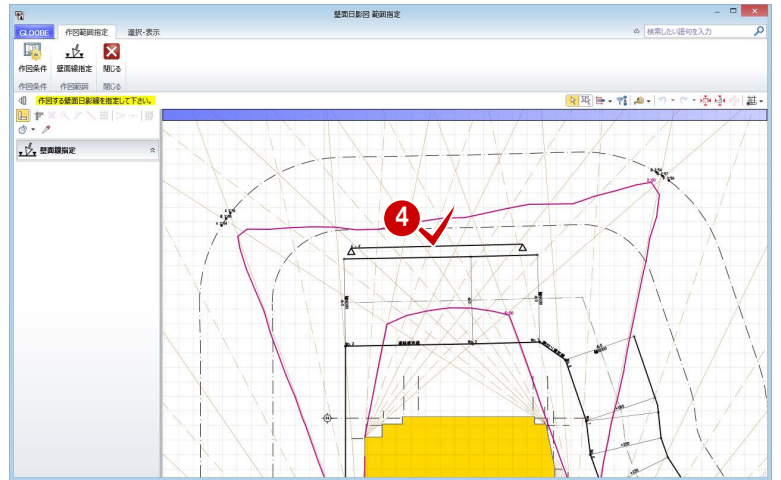 壁面日影図 範囲指定
GLOOBE 作図範囲指定 選択・表示
検索したい語句を入力
作図条件 壁面線指定 閉じる
作図条件 作図範囲 閉じる
作図する壁面日影線を指定して下さい。
壁面線指定
4
0.00
0.00